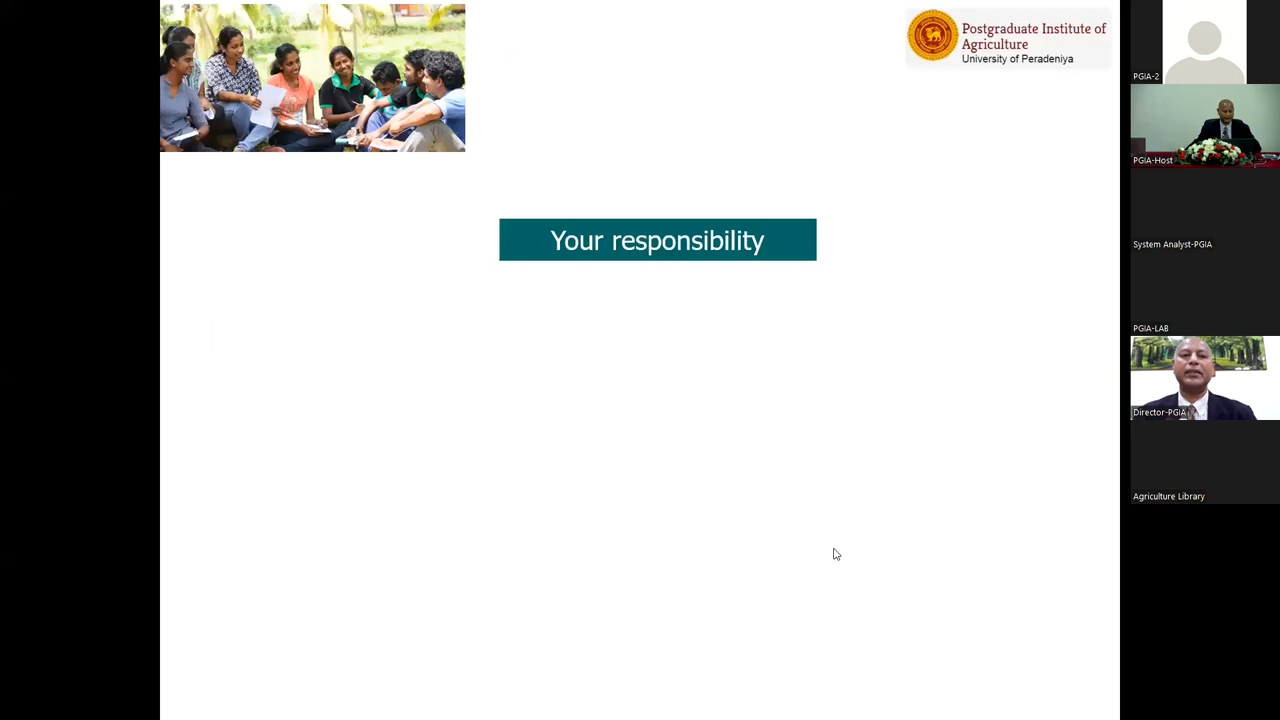 Postgraduate Institute of
Agriculture
University of Peradeniya
Your responsibility
PGIA-2
PGIA-Host
System Analyst-PGIA
PGIA-LAB
Director-PGIA
Agriculture Library